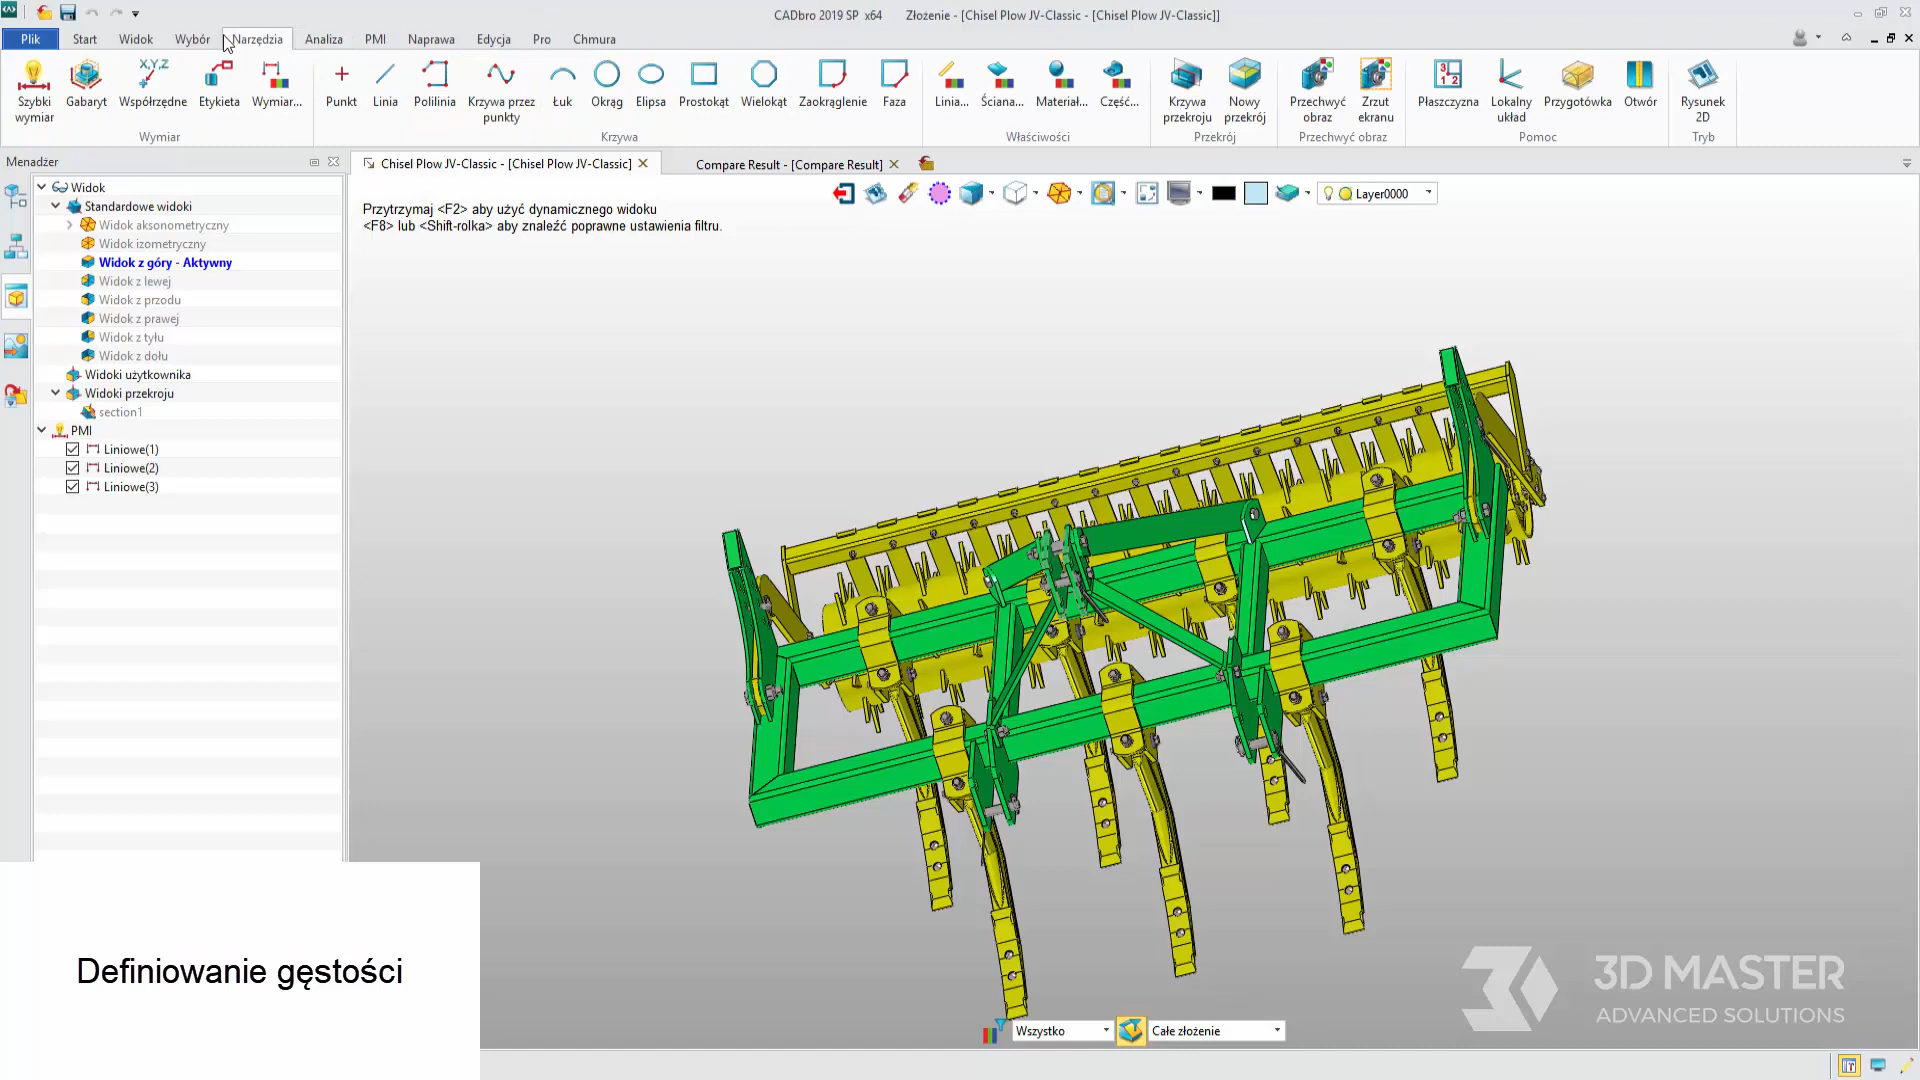 CADbro 2019 SP x64 Złożenie - [Chisel Plow JV-Classic - [Chisel Plow JV-Classic]]
Plik Start Widok Wybór Narzędzia Analiza PMI Naprawa Edycja Pro Chmura
X,Y,Z
Szybki wymiar Gabaryt Współrzędne Etykieta Wymiar... Punkt Linia Polilinia Krzywa przez punkty Łuk Okrąg Elipsa Prostokąt Wielokąt Zaokrąglenie Faza Linia... Ściana... Materiał... Część... Krzywa przekroju Nowy przekrój Przechwyć obraz Zrzut ekranu Płaszczyzna Lokalny układ Przygotówka Otwór Rysunek 2D
Wymiar Krzywa Właściwości Przekrój Przechwyć obraz Pomoc Tryb
Menadżer
Chisel Plow JV-Classic - [Chisel Plow JV-Classic] Compare Result - [Compare Result]
Layer0000
Przytrzymaj <F2> aby użyć dynamicznego widoku
<F8> lub <Shift-rolka> aby znaleźć poprawne ustawienia filtru.
Widok
Standardowe widoki
Widok aksonometryczny
Widok izometryczny
Widok z góry - Aktywny
Widok z lewej
Widok z przodu
Widok z prawej
Widok z tyłu
Widok z dołu
Widoki użytkownika
Widoki przekroju
section1
PMI
Liniowe(1)
Liniowe(2)
Liniowe(3)
Definiowanie gęstości
3D MASTER
ADVANCED SOLUTIONS
Wszystko Całe złożenie